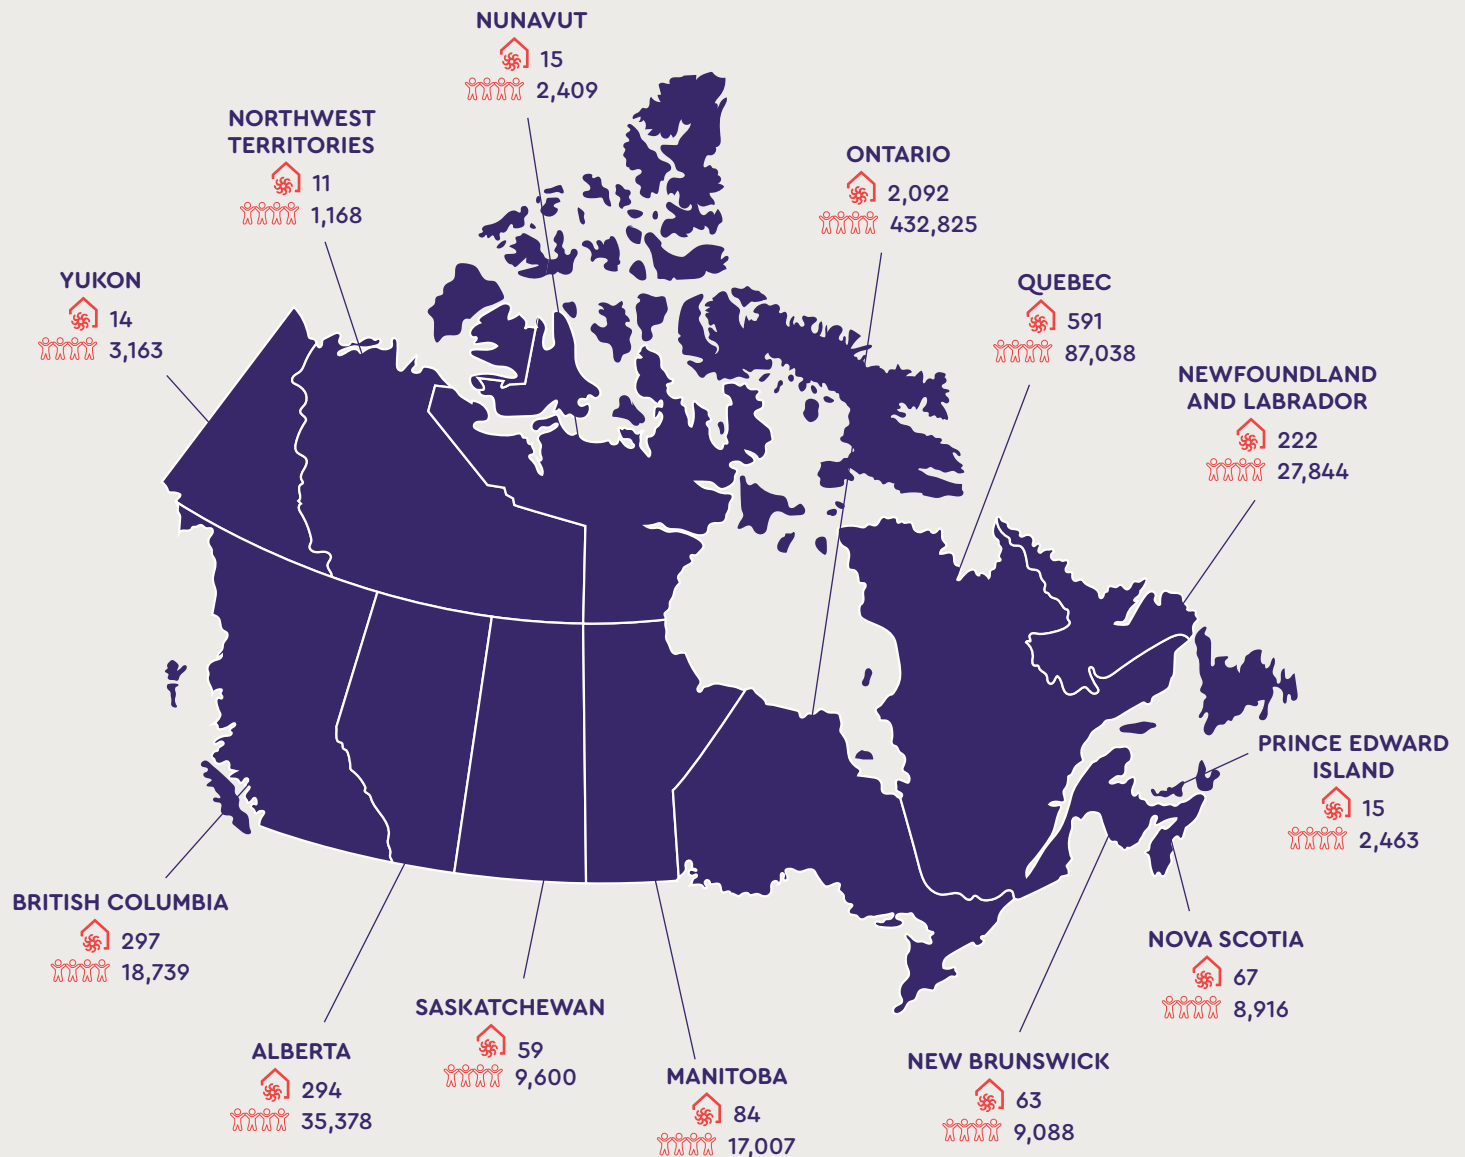 NUNAVUT
15
2,409
NORTHWEST
TERRITORIES
11
1,168
ONTARIO
2,092
432,825
YUKON
14
3,163
QUEBEC
591
87,038
NEWFOUNDLAND
AND LABRADOR
222
27,844
PRINCE EDWARD
ISLAND
15
2,463
BRITISH COLUMBIA
297
18,739
NOVA SCOTIA
67
8,916
SASKATCHEWAN
59
9,600
ALBERTA
294
35,378
MANITOBA
84
17,007
NEW BRUNSWICK
63
9,088